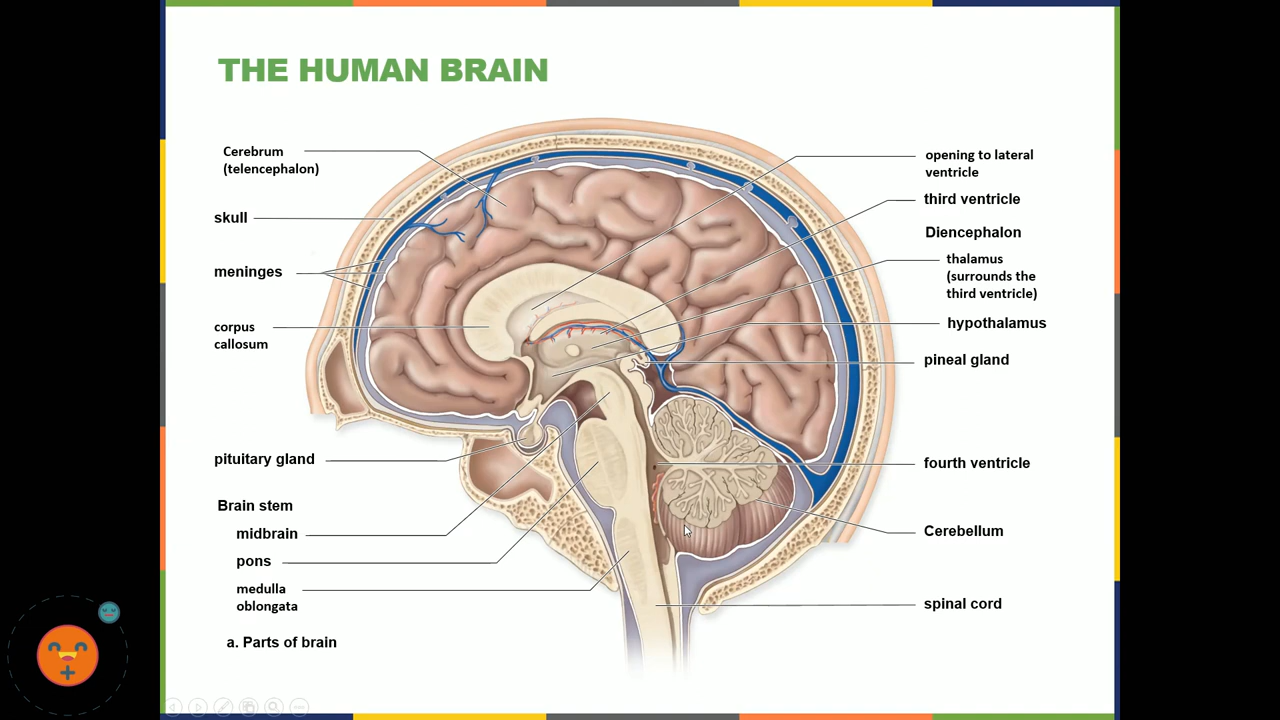 THE HUMAN BRAIN
Cerebrum
(telencephalon)
skull
meninges
corpus
callosum
pituitary gland
Brain stem
midbrain
pons
medulla
oblongata
a. Parts of brain
opening to lateral
ventricle
third ventricle
Diencephalon
thalamus
(surrounds the
third ventricle)
hypothalamus
pineal gland
fourth ventricle
Cerebellum
spinal cord